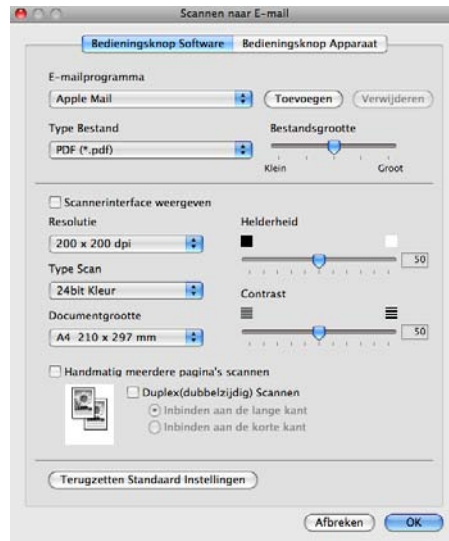 Scannen naar E-mail
Bedieningsknop Software Bedieningsknop Apparaat
E-mailprogramma
Apple Mail Toevoegen Verwijderen
Type Bestand Bestandsgrootte
PDF (*.pdf)
Klein Groot
Scannerinterface weergeven
Resolutie Helderheid
200 x 200 dpi 50
Type Scan
24bit Kleur Contrast
Documentgrootte
A4 210 x 297 mm 50
Handmatig meerdere pagina's scannen
Duplex(dubbelzijdig) Scannen
Inbinden aan de lange kant
Inbinden aan de korte kant
Terugzetten Standaard Instellingen
Afbreken OK